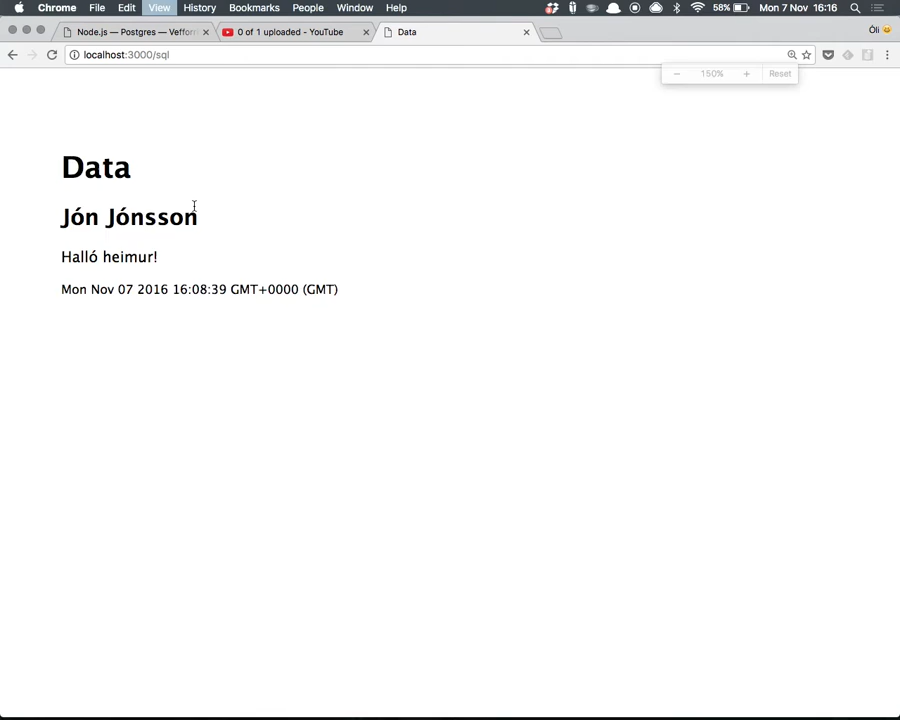 Chrome File Edit View History Bookmarks People Window Help 58% Mon 7 Nov 16:16
Node.js — Postgres — Veffor 0 of 1 uploaded - YouTube Data Óli
localhost:3000/sql
150% Reset
Data
Jón Jónsson
Halló heimur!
Mon Nov 07 2016 16:08:39 GMT+0000 (GMT)